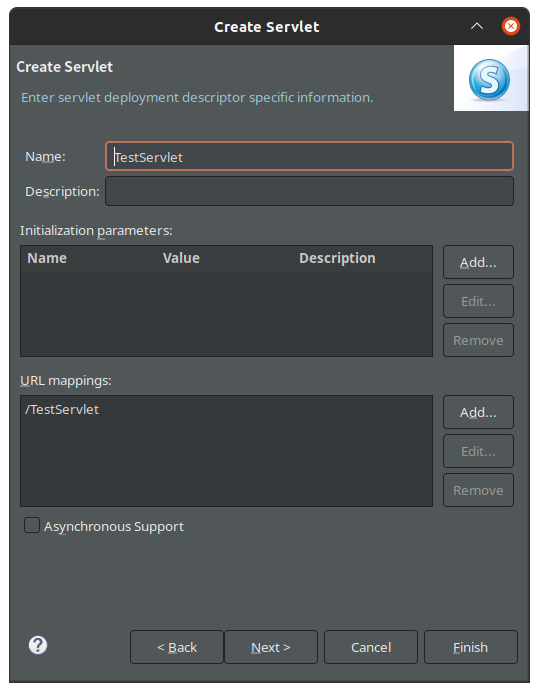 Create Servlet
Create Servlet
Enter servlet deployment descriptor specific information.
S
Name: TestServlet
Description:
Initialization parameters:
Name Value Description
Add...
Edit...
Remove
URL mappings:
/TestServlet
Add...
Edit...
Remove
Asynchronous Support
? < Back Next > Cancel Finish